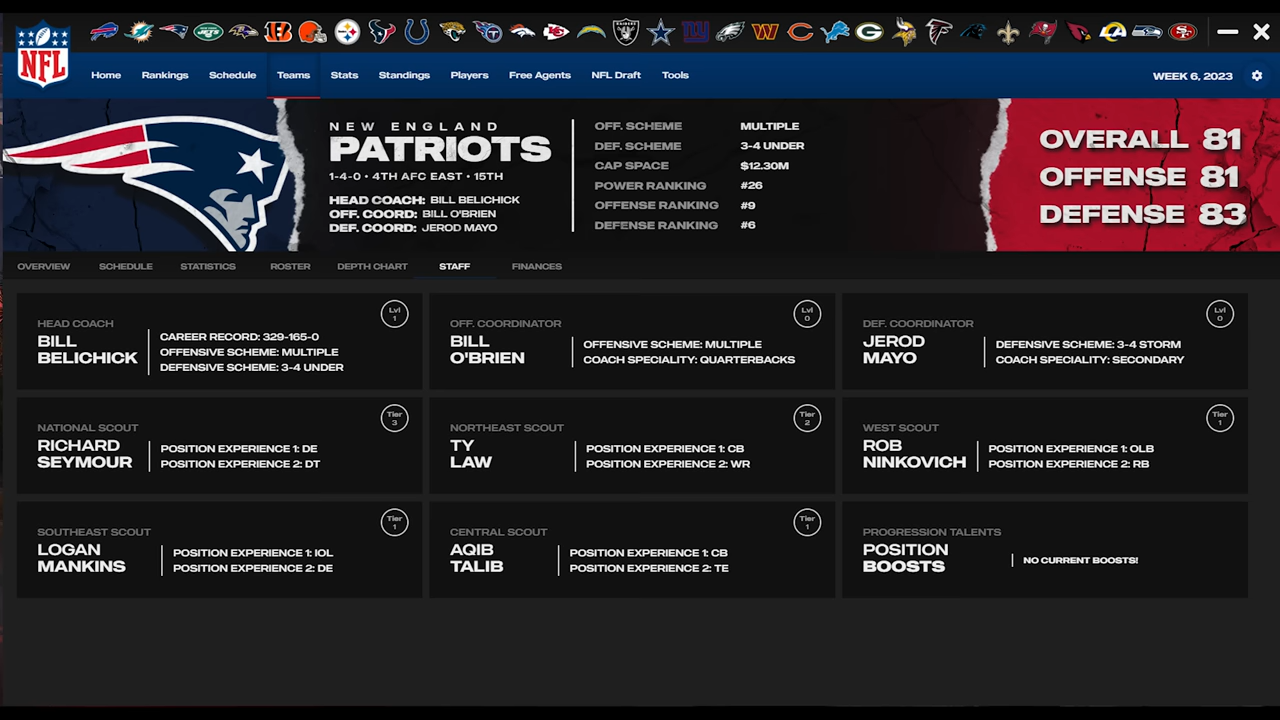 NFL
Home Rankings Schedule Teams Stats Standings Players Free Agents NFL Draft Tools WEEK 6, 2023
NEW ENGLAND
PATRIOTS
1-4-0 • 4TH AFC EAST • 15TH
HEAD COACH: BILL BELICHICK
OFF. COORD: BILL O'BRIEN
DEF. COORD: JEROD MAYO
OFF. SCHEME MULTIPLE
DEF. SCHEME 3-4 UNDER
CAP SPACE $12.30M
POWER RANKING #26
OFFENSE RANKING #9
DEFENSE RANKING #6
OVERALL 81
OFFENSE 81
DEFENSE 83
OVERVIEW SCHEDULE STATISTICS ROSTER DEPTH CHART STAFF FINANCES
HEAD COACH
BILL
BELICHICK
CAREER RECORD: 329-165-0
OFFENSIVE SCHEME: MULTIPLE
DEFENSIVE SCHEME: 3-4 UNDER
Lvl
1
OFF. COORDINATOR
BILL
O'BRIEN
OFFENSIVE SCHEME: MULTIPLE
COACH SPECIALITY: QUARTERBACKS
Lvl
0
DEF. COORDINATOR
JEROD
MAYO
DEFENSIVE SCHEME: 3-4 STORM
COACH SPECIALITY: SECONDARY
Lvl
0
NATIONAL SCOUT
RICHARD
SEYMOUR
POSITION EXPERIENCE 1: DE
POSITION EXPERIENCE 2: DT
Tier
3
NORTHEAST SCOUT
TY
LAW
POSITION EXPERIENCE 1: CB
POSITION EXPERIENCE 2: WR
Tier
2
WEST SCOUT
ROB
NINKOVICH
POSITION EXPERIENCE 1: OLB
POSITION EXPERIENCE 2: RB
Tier
1
SOUTHEAST SCOUT
LOGAN
MANKINS
POSITION EXPERIENCE 1: IOL
POSITION EXPERIENCE 2: DE
Tier
1
CENTRAL SCOUT
AQIB
TALIB
POSITION EXPERIENCE 1: CB
POSITION EXPERIENCE 2: TE
Tier
1
PROGRESSION TALENTS
POSITION
BOOSTS
NO CURRENT BOOSTS!